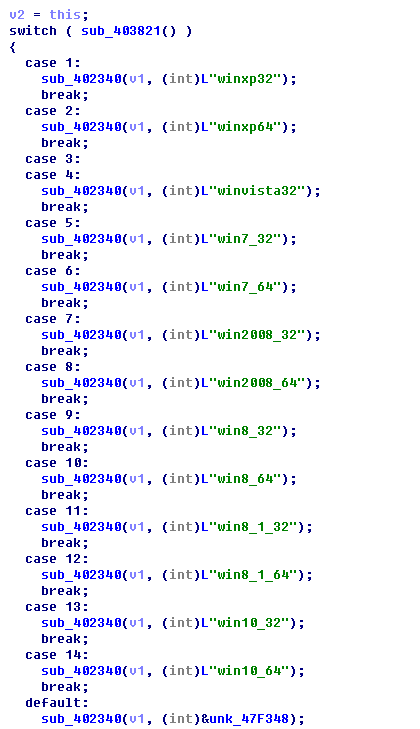 v2 = this;
switch ( sub_403821() )
{
case 1:
sub_402340(v1, (int)L"winxp32");
break;
case 2:
sub_402340(v1, (int)L"winxp64");
break;
case 3:
case 4:
sub_402340(v1, (int)L"winvista32");
break;
case 5:
sub_402340(v1, (int)L"win7_32");
break;
case 6:
sub_402340(v1, (int)L"win7_64");
break;
case 7:
sub_402340(v1, (int)L"win2008_32");
break;
case 8:
sub_402340(v1, (int)L"win2008_64");
break;
case 9:
sub_402340(v1, (int)L"win8_32");
break;
case 10:
sub_402340(v1, (int)L"win8_64");
break;
case 11:
sub_402340(v1, (int)L"win8_1_32");
break;
case 12:
sub_402340(v1, (int)L"win8_1_64");
break;
case 13:
sub_402340(v1, (int)L"win10_32");
break;
case 14:
sub_402340(v1, (int)L"win10_64");
break;
default:
sub_402340(v1, (int)&unk_47F348);